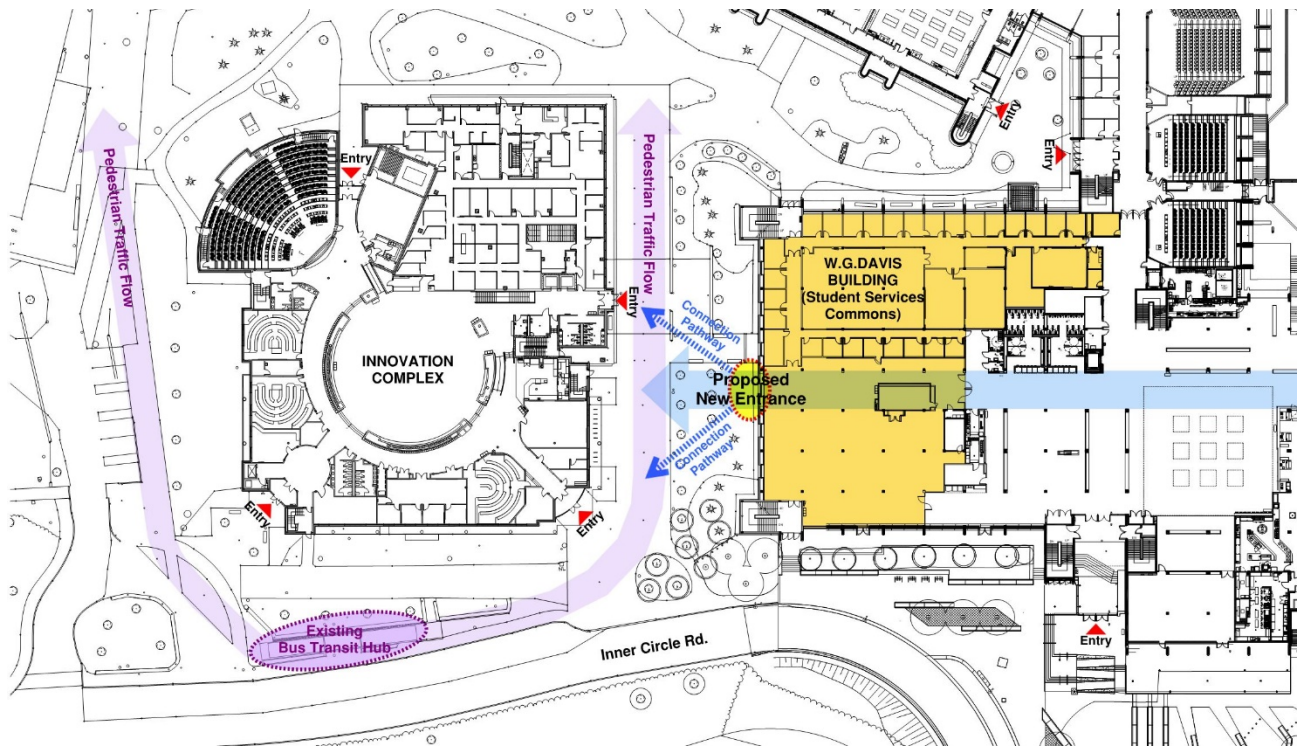 Pedestrian Traffic Flow
Entry
Pedestrian Traffic Flow
Entry
Entry
Entry
W.G.DAVIS
BUILDING
(Student Services
Commons)
INNOVATION
COMPLEX
Connection
Pathway
Proposed
New Entrance
Connection
Pathway
Entry
Entry
Existing
Bus Transit Hub
Inner Circle Rd.
Entry